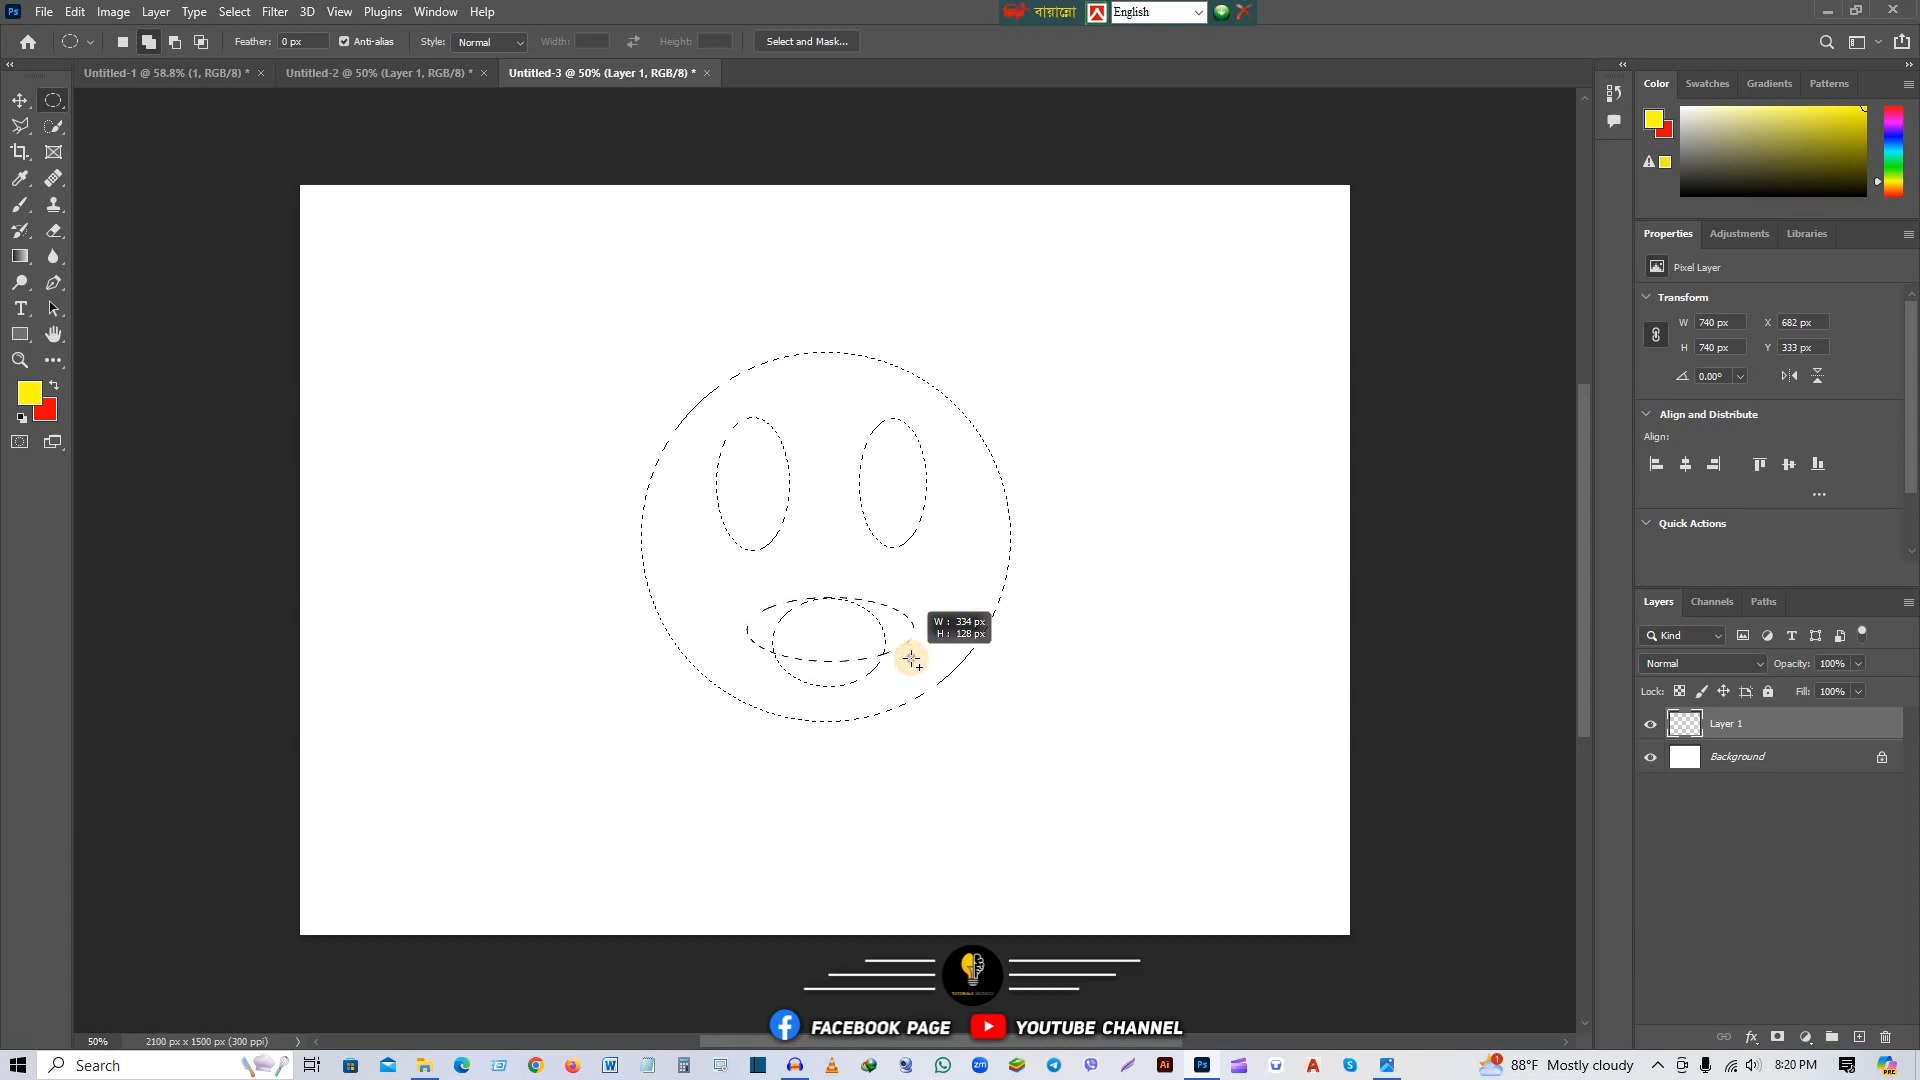 Ps File Edit Image Layer Type Select Filter 3D View Plugins Window Help
বায়ান্নো English
Feather: 0 px Anti-alias Style: Normal Width: Height: Select and Mask...
Untitled-1 @ 58.8% (1, RGB/8) * × Untitled-2 @ 50% (Layer 1, RGB/8) * × Untitled-3 @ 50% (Layer 1, RGB/8) * ×
Color Swatches Gradients Patterns
Properties Adjustments Libraries
Pixel Layer
Transform
W 740 px X 682 px
H 740 px Y 333 px
0.00°
Align and Distribute
Align:
Quick Actions
W : 334 px
H : 128 px
Layers Channels Paths
Kind
Normal Opacity: 100%
Lock: Fill: 100%
Layer 1
Background
FACEBOOK PAGE YOUTUBE CHANNEL
50% 2100 px x 1500 px (300 ppi)
Search 88°F Mostly cloudy 8:20 PM